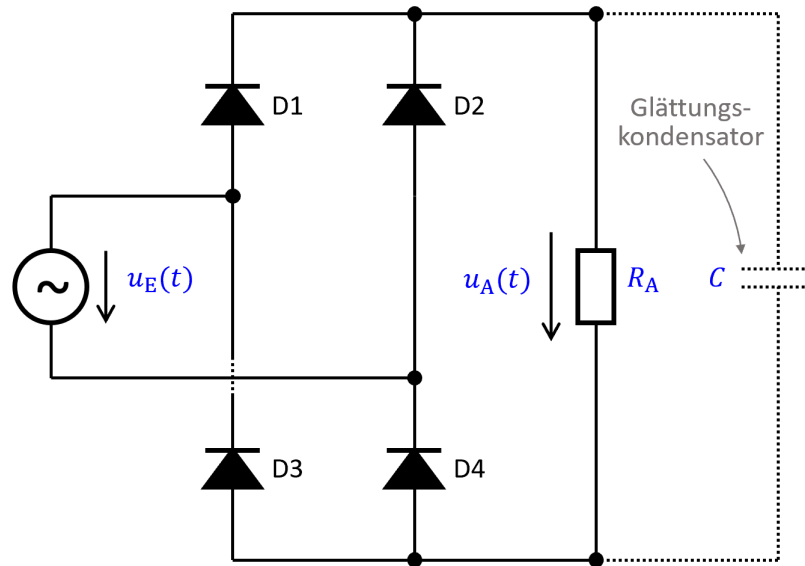 D1
D2
Glättungs-
kondensator
~
u_E(t)
u_A(t)
R_A
C
D3
D4